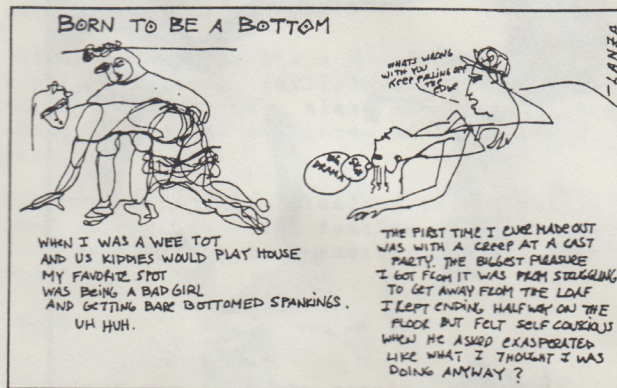 BORN TO BE A BOTTOM
WHEN I WAS A WEE TOT
AND US KIDDIES WOULD PLAY HOUSE
MY FAVORITE SPOT
WAS BEING A BAD GIRL
AND GETTING BARE BOTTOMED SPANKINGS.
UH HUH.
WHATS WRONG
WITH YOU
KEEP FALLING OFF
THE
EDGE
BIG
DRAMA
THE FIRST TIME I EVER MADE OUT
WAS WITH A CREEP AT A CAST
PARTY. THE BIGGEST PLEASURE
I GOT FROM IT WAS FROM STRUGGLING
TO GET AWAY FROM THE LOAF
I KEPT ENDING HALFWAY ON THE
FLOOR BUT FELT SELF COUSCIOUS
WHEN HE ASKED EXASPERATED
LIKE WHAT I THOUGHT I WAS
DOING ANYWAY?
—LANZA